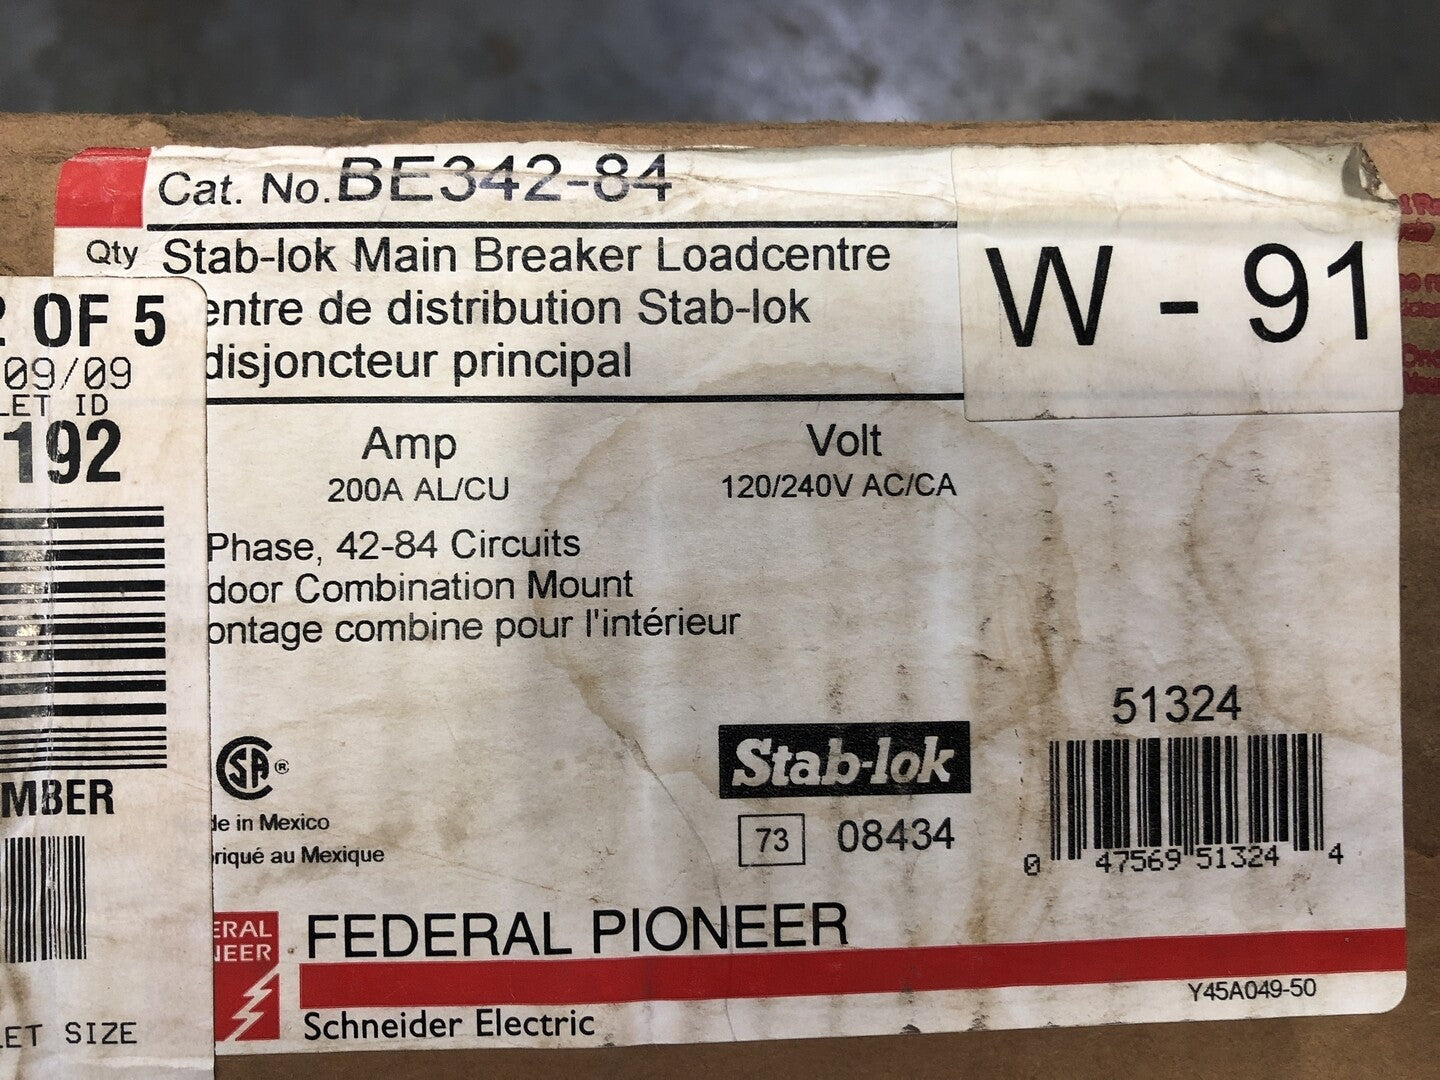 Cat. No. BE342-84
Qty Stab-lok Main Breaker Loadcentre
entre de distribution Stab-lok
disjoncteur principal
W - 91
OF 5
09/09
LET ID
192
MBER
LET SIZE
Amp
200A AL/CU
Volt
120/240V AC/CA
Phase, 42-84 Circuits
door Combination Mount
ontage combine pour l'intérieur
SA®
de in Mexico
riqué au Mexique
Stab-lok
73 08434
51324
0 47569 51324 4
ERAL
NEER
FEDERAL PIONEER
Schneider Electric
Y45A049-50